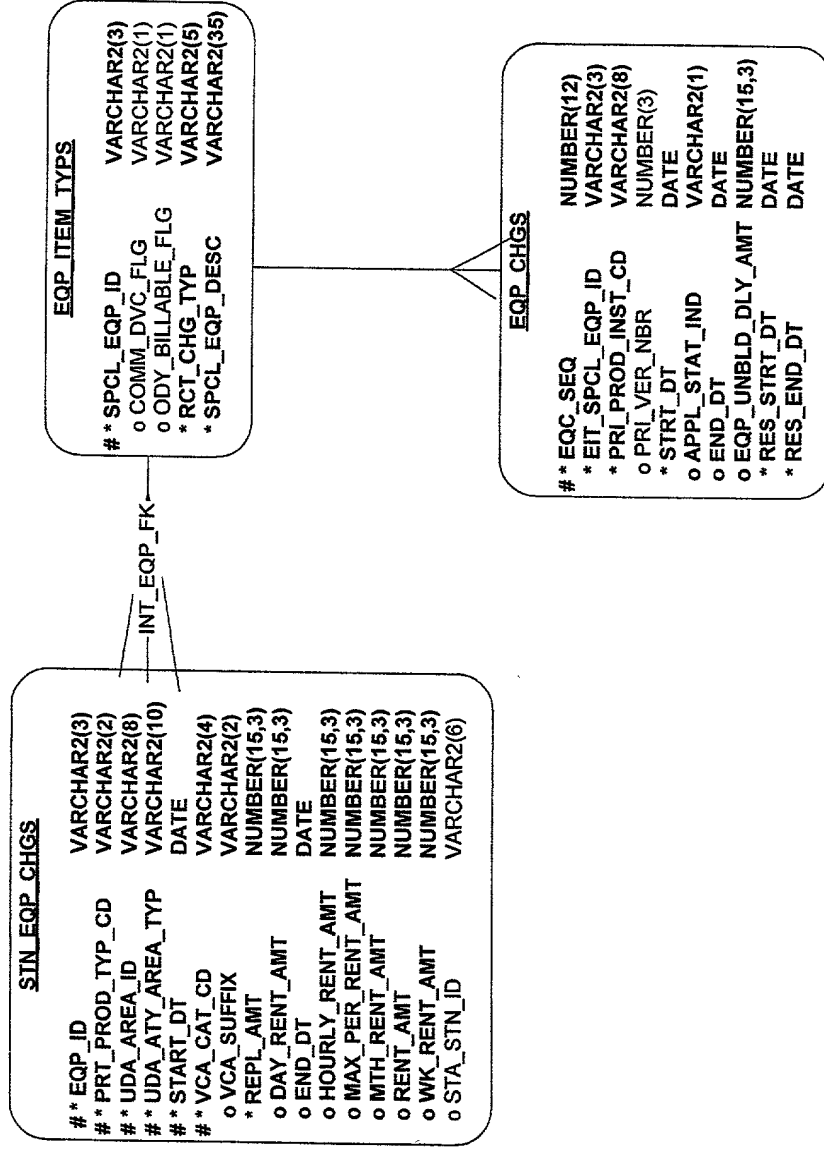 STN_EQP_CHGS
# * EQP_ID VARCHAR2(3)
# * PRT_PROD_TYP_CD VARCHAR2(2)
# * UDA_AREA_ID VARCHAR2(8)
# * UDA_ATY_AREA_TYP VARCHAR2(10)
# * START_DT DATE
# * VCA_CAT_CD VARCHAR2(4)
o VCA_SUFFIX VARCHAR2(2)
* REPL_AMT NUMBER(15,3)
o DAY_RENT_AMT NUMBER(15,3)
o END_DT DATE
o HOURLY_RENT_AMT NUMBER(15,3)
o MAX_PER_RENT_AMT NUMBER(15,3)
o MTH_RENT_AMT NUMBER(15,3)
o RENT_AMT NUMBER(15,3)
o WK_RENT_AMT NUMBER(15,3)
o STA_STN_ID VARCHAR2(6)
INT_EQP_FK
EQP_ITEM_TYPS
# * SPCL_EQP_ID VARCHAR2(3)
o COMM_DVC_FLG VARCHAR2(1)
o ODY_BILLABLE_FLG VARCHAR2(1)
* RCT_CHG_TYP VARCHAR2(5)
* SPCL_EQP_DESC VARCHAR2(35)
EQP_CHGS
# * EQC_SEQ NUMBER(12)
* EIT_SPCL_EQP_ID VARCHAR2(3)
* PRI_PROD_INST_CD VARCHAR2(8)
o PRI_VER_NBR NUMBER(3)
* STRT_DT DATE
o APPL_STAT_IND VARCHAR2(1)
o END_DT DATE
o EQP_UNBLD_DLY_AMT NUMBER(15,3)
* RES_STRT_DT DATE
* RES_END_DT DATE